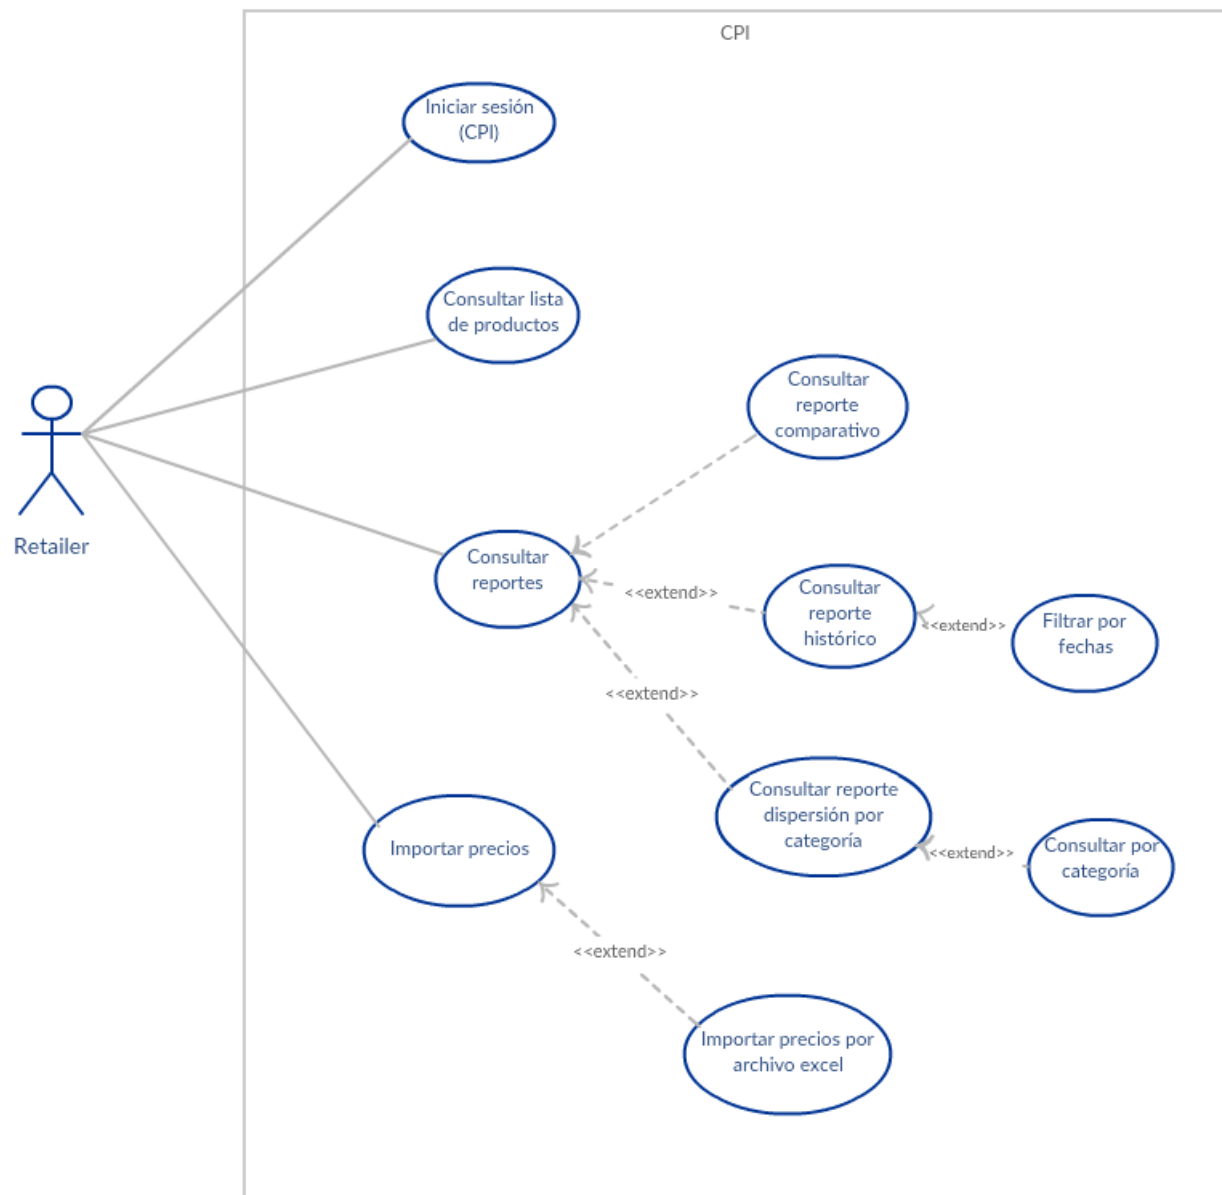 CPI
Iniciar sesión
(CPI)
Consultar lista
de productos
Consultar
reporte
comparativo
Retailer
Consultar
reportes
<<extend>>
Consultar
reporte
histórico
<<extend>>
Filtrar por
fechas
<<extend>>
Consultar reporte
dispersión por
categoría
<<extend>>
Consultar por
categoría
Importar precios
<<extend>>
Importar precios por
archivo excel